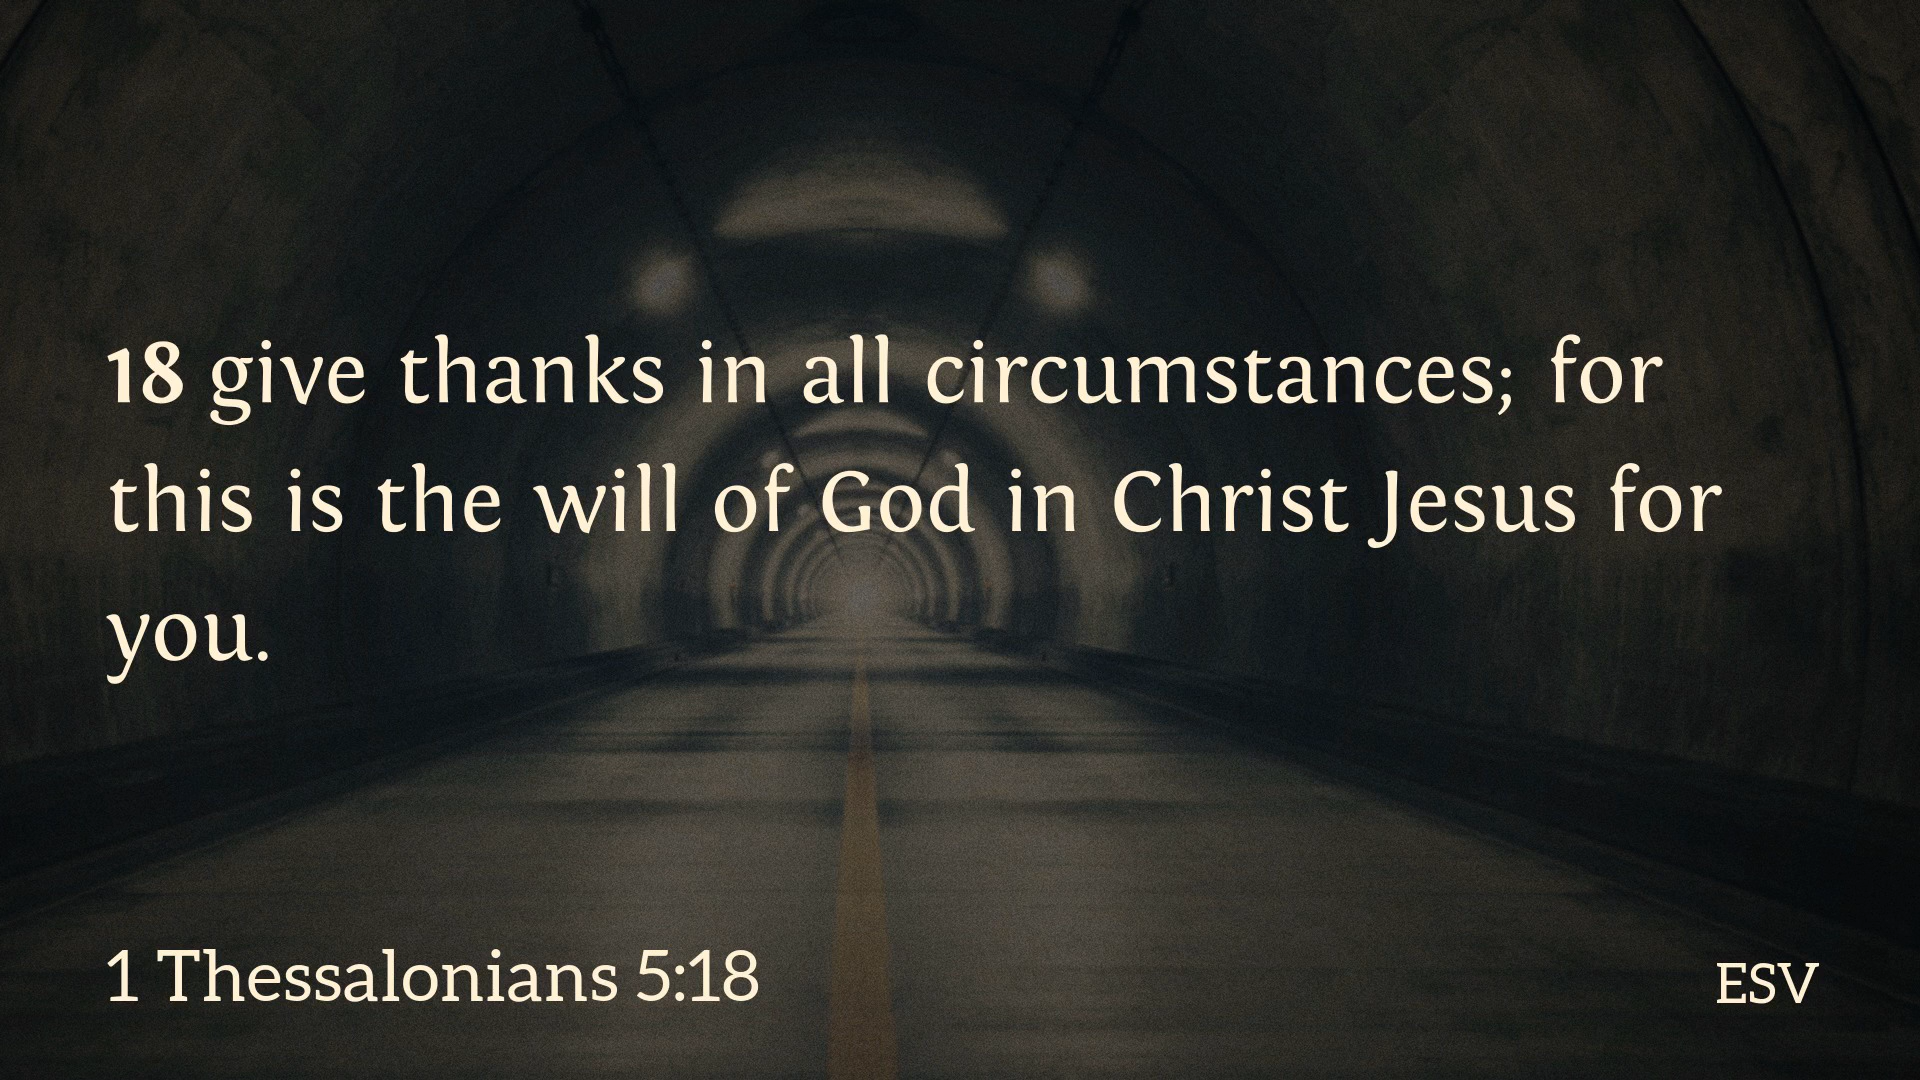 18 give thanks in all circumstances; for
this is the will of God in Christ Jesus for
you.
1 Thessalonians 5:18
ESV